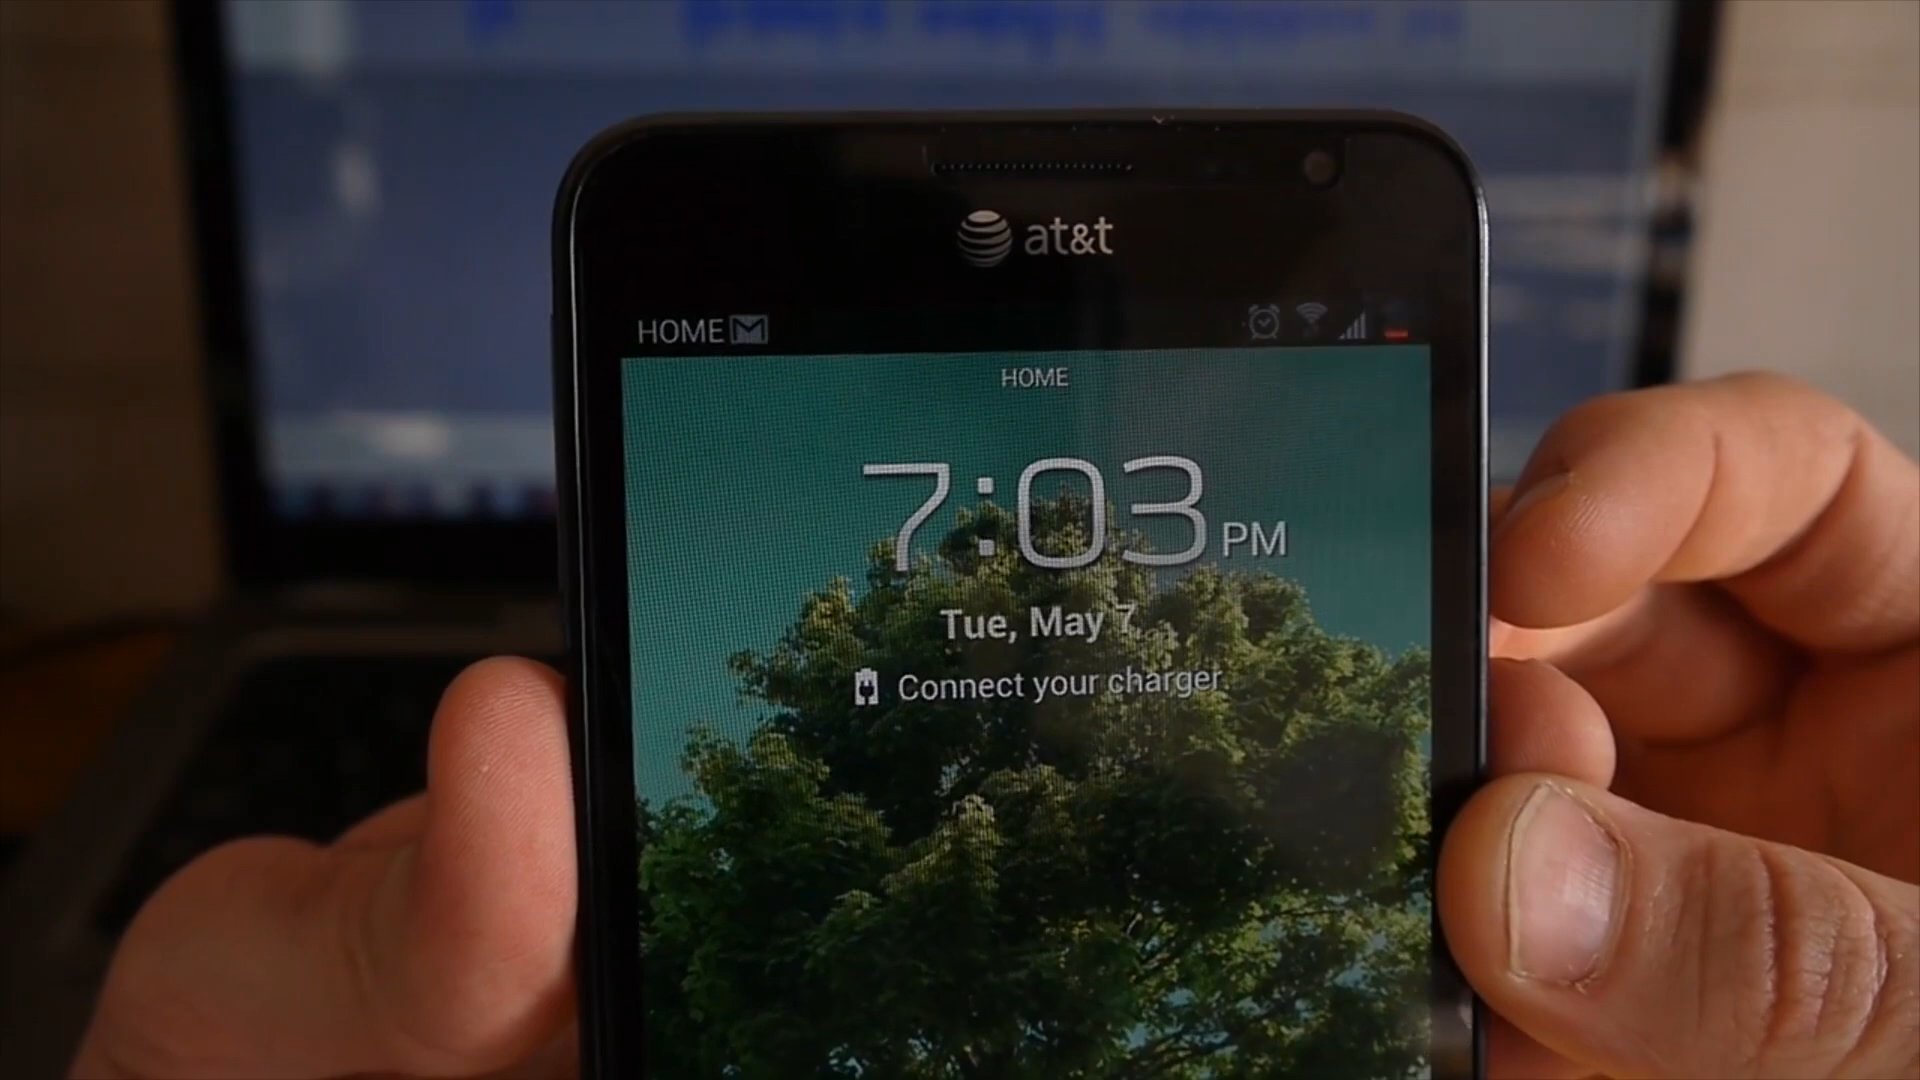 at&t
HOME
HOME
7:03 PM
Tue, May 7
Connect your charger